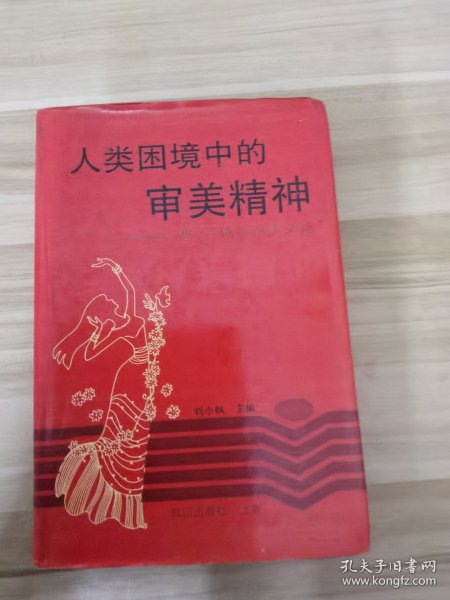 人类困境中的
审美精神
刘小枫 主编
知识出版社 上海
孔夫子旧书网
www.kongfz.com